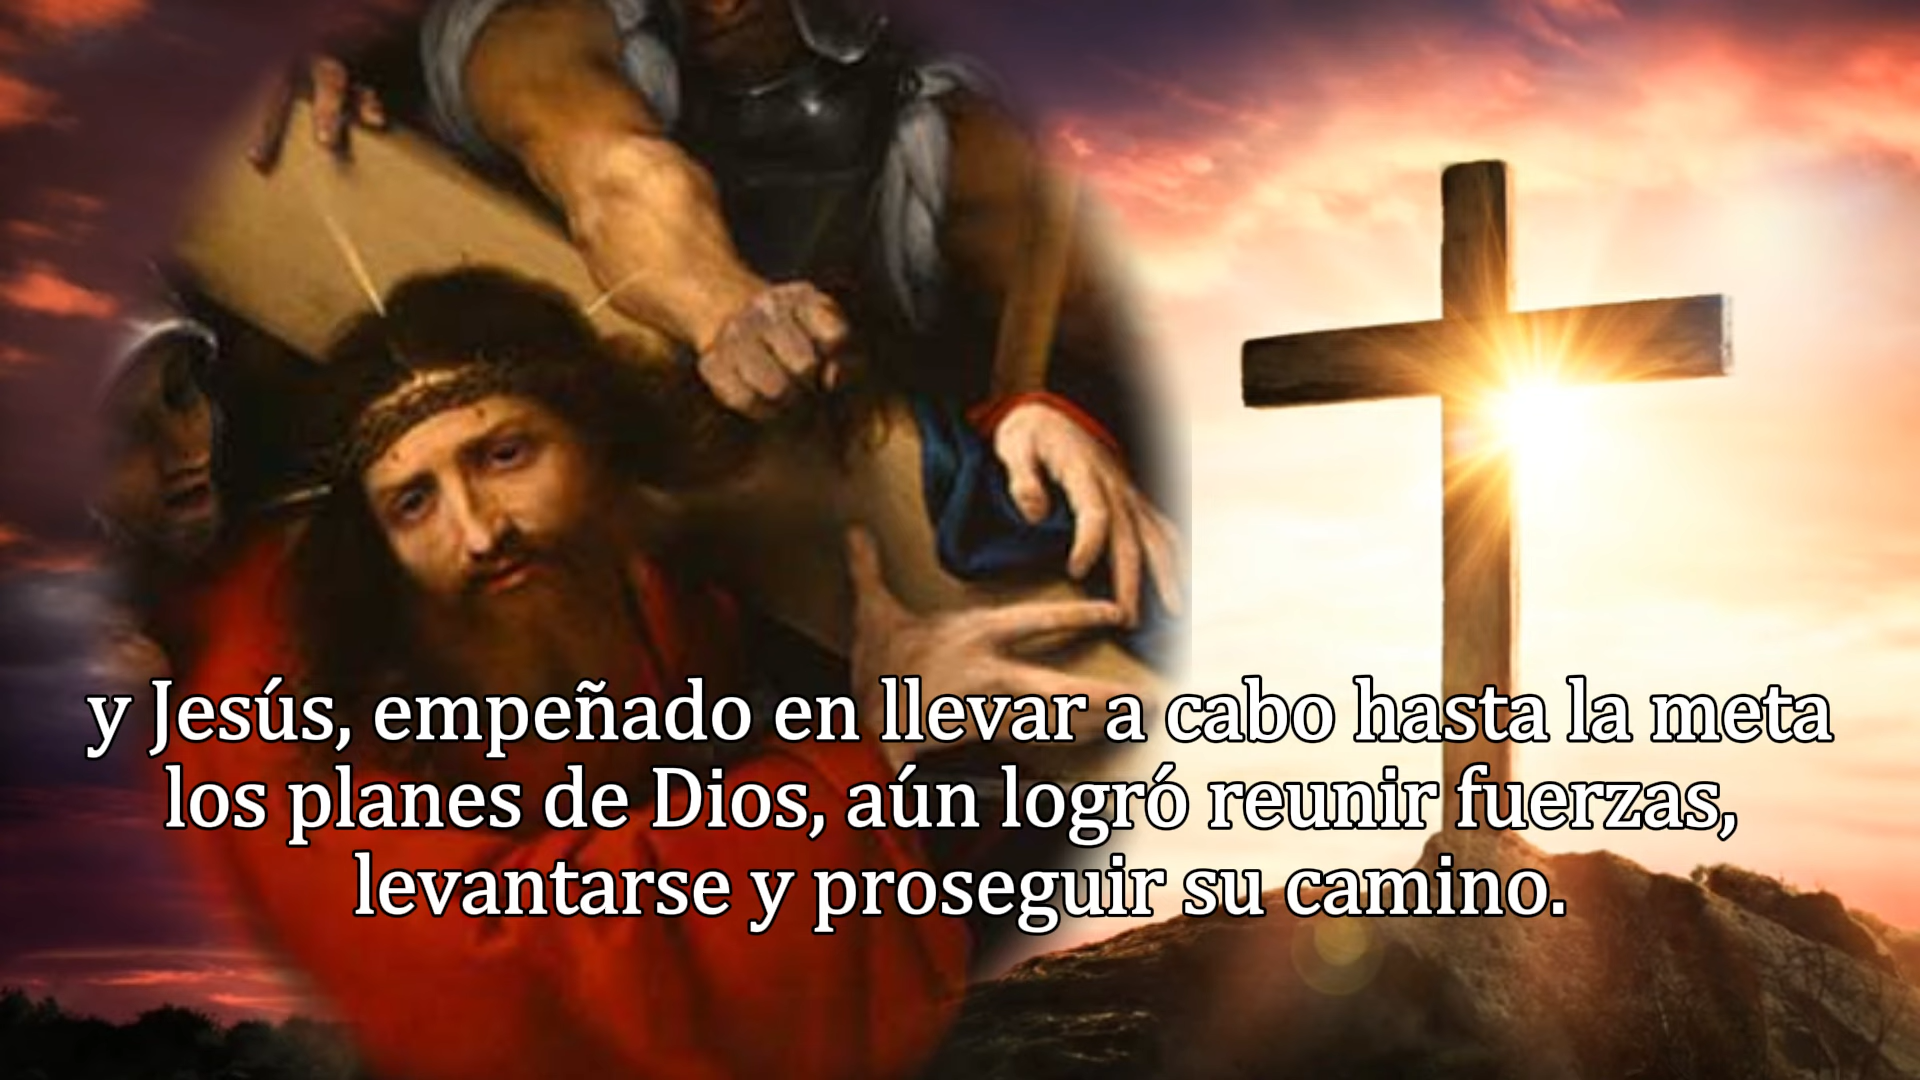 y Jesús, empeñado en llevar a cabo hasta la meta
los planes de Dios, aún logró reunir fuerzas,
levantarse y proseguir su camino.